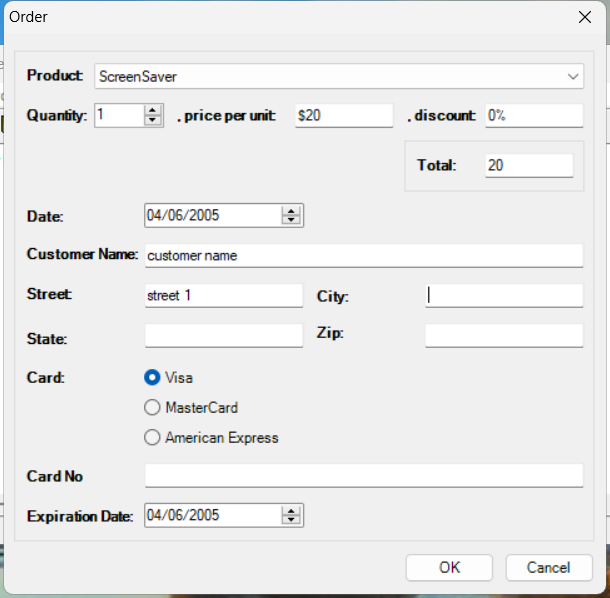 Order
Product: ScreenSaver
Quantity: 1 , price per unit: $20 , discount: 0%
Total: 20
Date: 04/06/2005
Customer Name: customer name
Street: street 1 City:
State: Zip:
Card: Visa
MasterCard
American Express
Card No
Expiration Date: 04/06/2005
OK Cancel